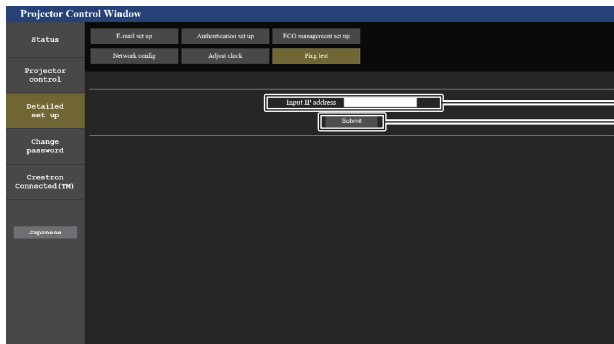 Projector Control Window
Status
E-mail set up
Authentication set up
ECO management set up
Network config
Adjust clock
Ping test
Projector control
Detailed set up
Input IP address
Submit
Change password
Crestron Connected(TM)
Japanese